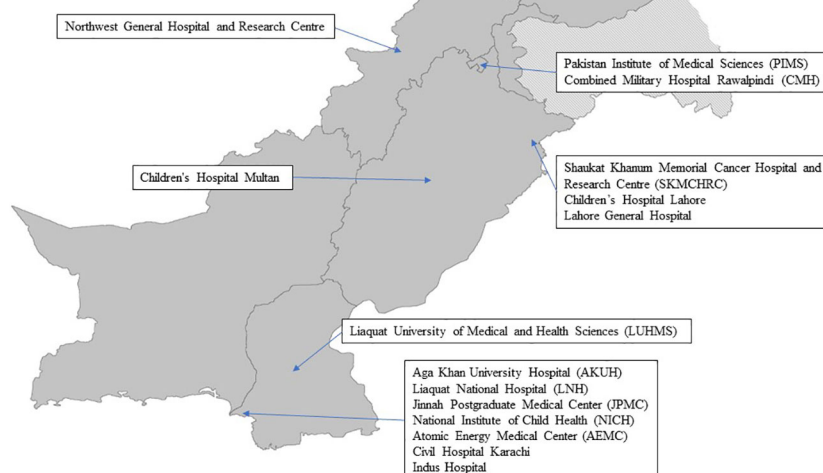 Northwest General Hospital and Research Centre
Pakistan Institute of Medical Sciences (PIMS)
Combined Military Hospital Rawalpindi (CMH)
Shaukat Khanum Memorial Cancer Hospital and
Research Centre (SKMCHRC)
Children's Hospital Lahore
Lahore General Hospital
Children's Hospital Multan
Liaquat University of Medical and Health Sciences (LUHMS)
Aga Khan University Hospital (AKUH)
Liaquat National Hospital (LNH)
Jinnah Postgraduate Medical Center (JPMC)
National Institute of Child Health (NICH)
Atomic Energy Medical Center (AEMC)
Civil Hospital Karachi
Indus Hospital